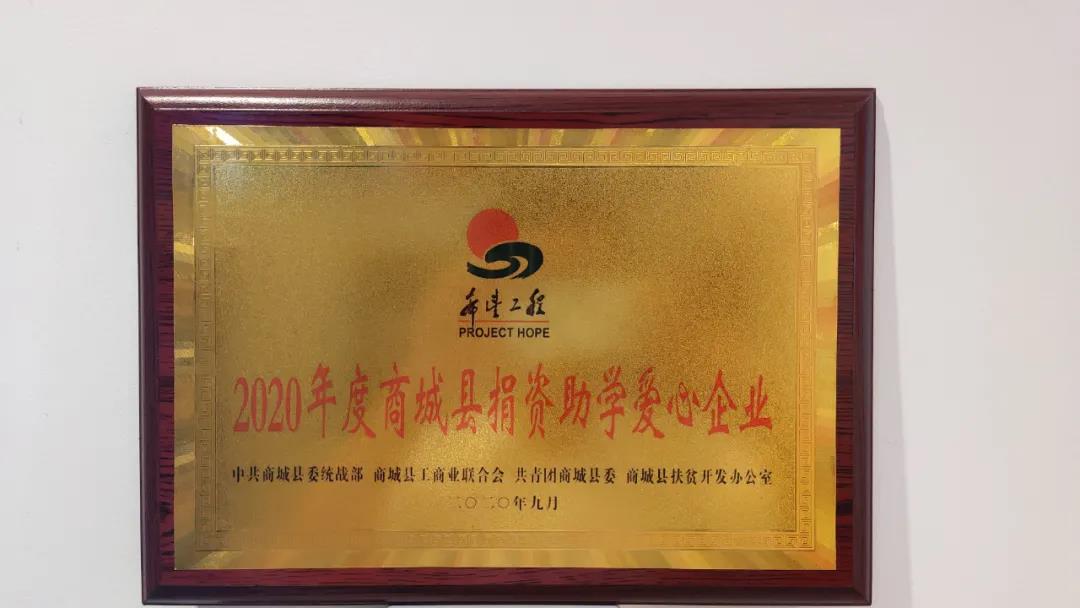 希望工程
PROJECT HOPE
2020年度商城县捐资助学爱心企业
中共商城县委统战部 商城县工商业联合会 共青团商城县委 商城县扶贫开发办公室
二〇二〇年九月